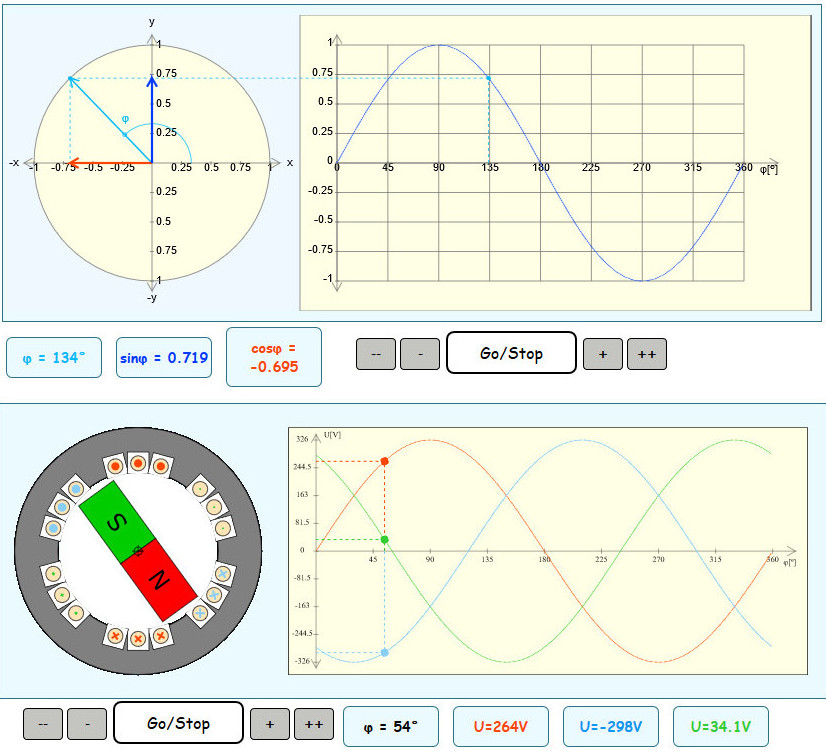 y
1
0.75
0.5
φ
0.25
-x -1 -0.75 -0.5 -0.25 0.25 0.5 0.75 1 x
0.25
0.5
0.75
1
-y
1
0.75
0.5
0.25
0
-0.25
-0.5
-0.75
-1
0 45 90 135 180 225 270 315 360 φ[°]
φ = 134°
sinφ = 0.719
cosφ =
-0.695
-- - Go/Stop + ++
S
N
U[V]
326
244.5
163
81.5
0
-81.5
-163
-244.5
-326
45 90 135 180 225 270 315 360
φ[°]
-- - Go/Stop + ++
φ = 54°
U=264V
U=-298V
U=34.1V